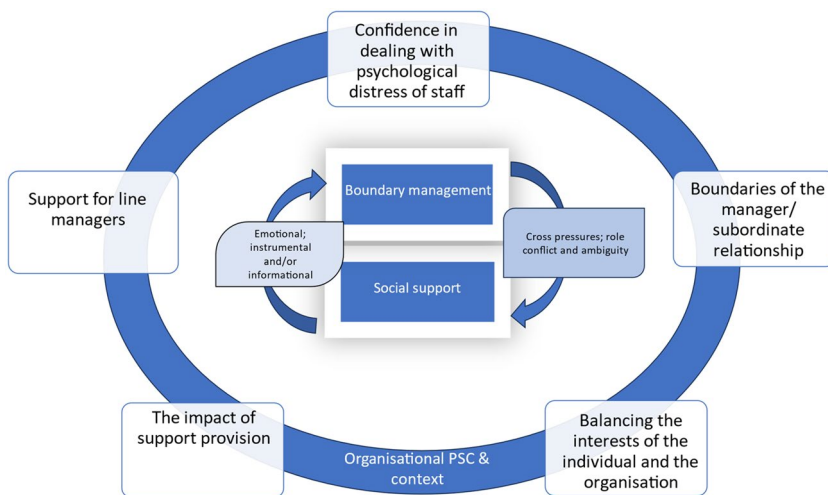 Confidence in
dealing with
psychological
distress of staff
Support for line
managers
Boundary management
Boundaries of the
manager/
subordinate
relationship
Emotional;
instrumental
and/or
informational
Cross pressures; role
conflict and ambiguity
Social support
The impact of
support provision
Organisational PSC &
context
Balancing the
interests of the
individual and the
organisation